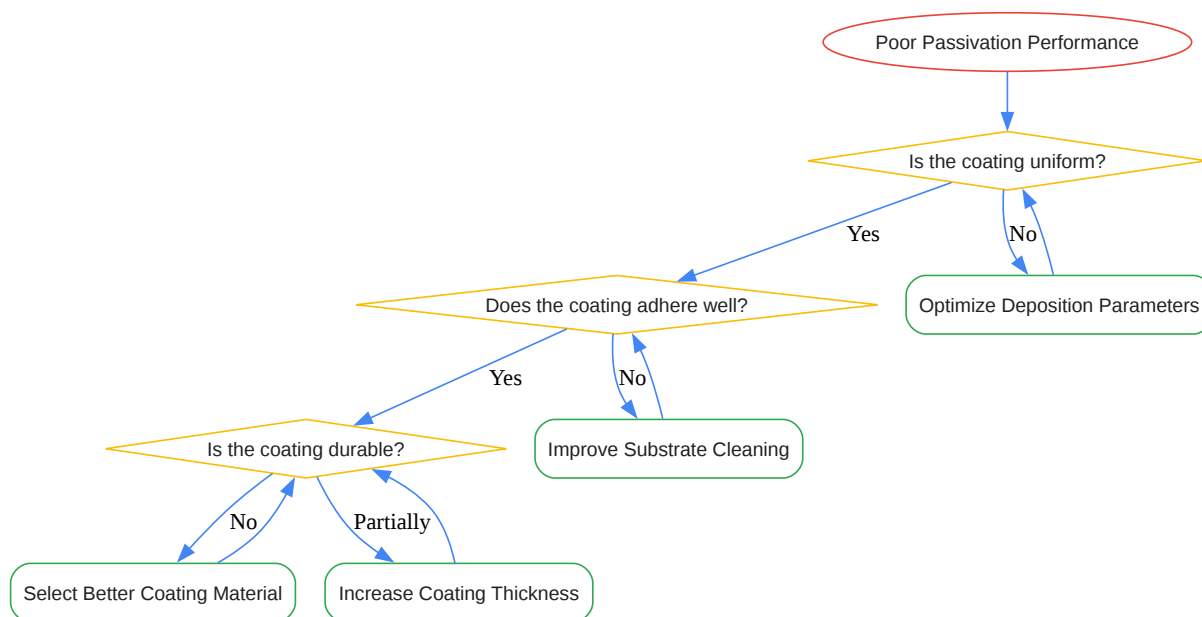 Poor Passivation Performance
Is the coating uniform?
Yes
No
Does the coating adhere well?
Optimize Deposition Parameters
Yes
No
Is the coating durable?
Improve Substrate Cleaning
No
Partially
Select Better Coating Material
Increase Coating Thickness